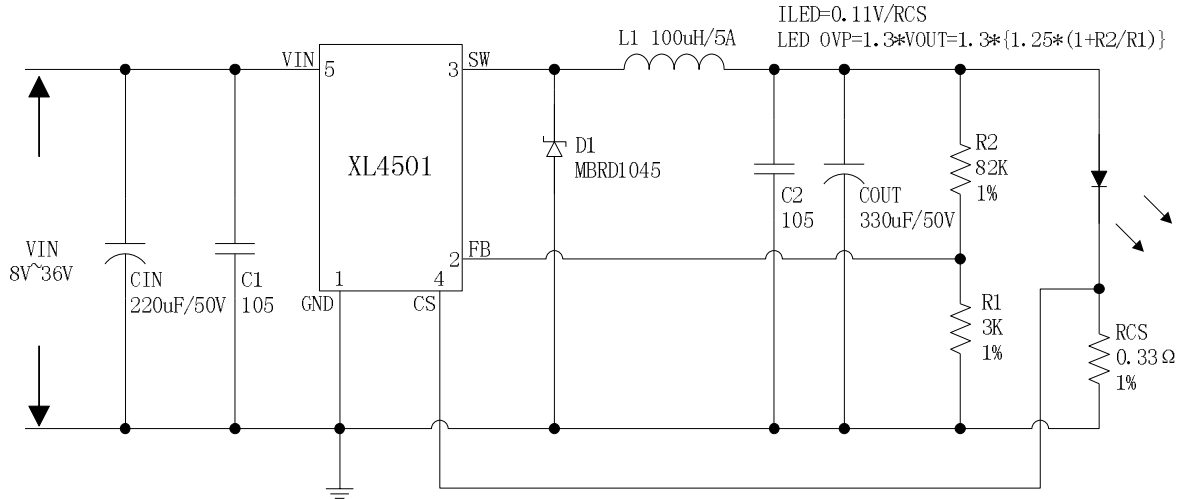 ILED=0.11V/RCS
LED OVP=1.3*VOUT=1.3*{1.25*(1+R2/R1)}
L1 100uH/5A
VIN
5
3
SW
XL4501
D1
MBRD1045
R2
82K
1%
C2
105
COUT
330uF/50V
2
FB
VIN
8V~36V
CIN
220uF/50V
C1
105
1
GND
4
CS
R1
3K
1%
RCS
0.33Ω
1%